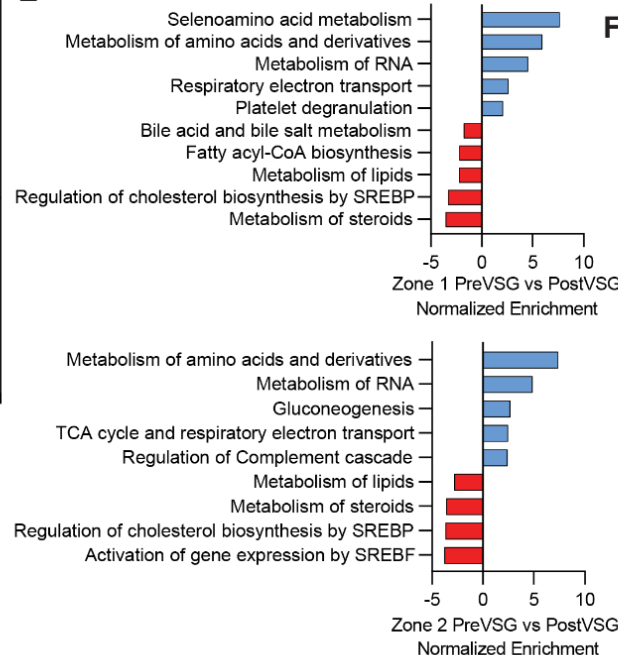 Selenoamino acid metabolism
F
Metabolism of amino acids and derivatives
Metabolism of RNA
Respiratory electron transport
Platelet degranulation
Bile acid and bile salt metabolism
Fatty acyl-CoA biosynthesis
Metabolism of lipids
Regulation of cholesterol biosynthesis by SREBP
Metabolism of steroids
-5 0 5 10
Zone 1 PreVSG vs PostVSG
Normalized Enrichment
Metabolism of amino acids and derivatives
Metabolism of RNA
Gluconeogenesis
TCA cycle and respiratory electron transport
Regulation of Complement cascade
Metabolism of lipids
Metabolism of steroids
Regulation of cholesterol biosynthesis by SREBP
Activation of gene expression by SREBF
-5 0 5 10
Zone 2 PreVSG vs PostVSG
Normalized Enrichment